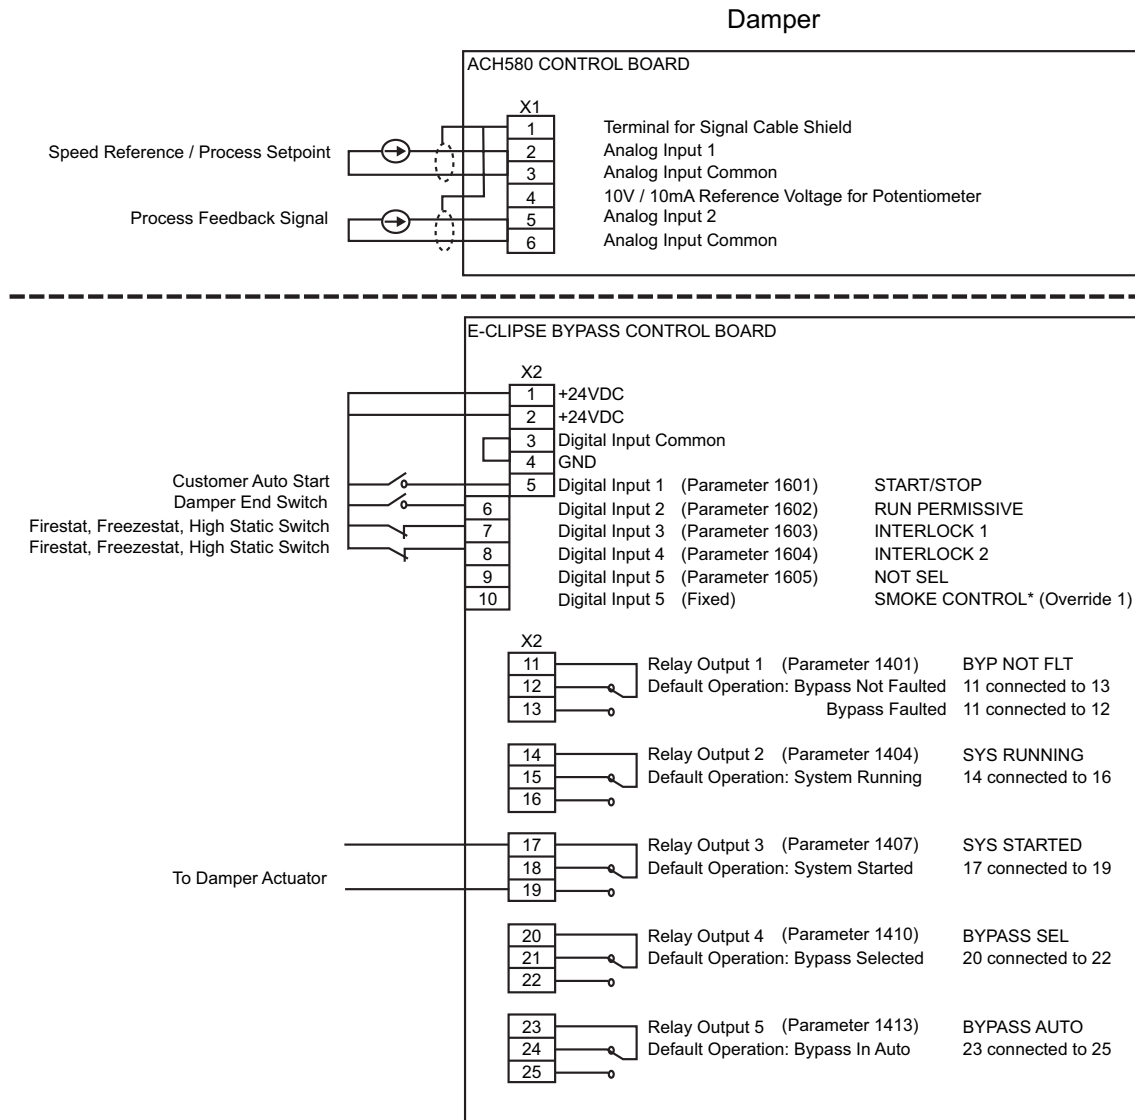 Damper
ACH580 CONTROL BOARD
X1
1 Terminal for Signal Cable Shield
Speed Reference / Process Setpoint 2 Analog Input 1
3 Analog Input Common
4 10V / 10mA Reference Voltage for Potentiometer
Process Feedback Signal 5 Analog Input 2
6 Analog Input Common
E-CLIPSE BYPASS CONTROL BOARD
X2
1 +24VDC
2 +24VDC
3 Digital Input Common
4 GND
Customer Auto Start 5 Digital Input 1 (Parameter 1601) START/STOP
Damper End Switch 6 Digital Input 2 (Parameter 1602) RUN PERMISSIVE
Firestat, Freezestat, High Static Switch 7 Digital Input 3 (Parameter 1603) INTERLOCK 1
Firestat, Freezestat, High Static Switch 8 Digital Input 4 (Parameter 1604) INTERLOCK 2
9 Digital Input 5 (Parameter 1605) NOT SEL
10 Digital Input 5 (Fixed) SMOKE CONTROL* (Override 1)
X2
11 Relay Output 1 (Parameter 1401) BYP NOT FLT
12 Default Operation: Bypass Not Faulted 11 connected to 13
13 Bypass Faulted 11 connected to 12
14 Relay Output 2 (Parameter 1404) SYS RUNNING
15 Default Operation: System Running 14 connected to 16
16
17 Relay Output 3 (Parameter 1407) SYS STARTED
18 Default Operation: System Started 17 connected to 19
To Damper Actuator
19
20 Relay Output 4 (Parameter 1410) BYPASS SEL
21 Default Operation: Bypass Selected 20 connected to 22
22
23 Relay Output 5 (Parameter 1413) BYPASS AUTO
24 Default Operation: Bypass In Auto 23 connected to 25
25